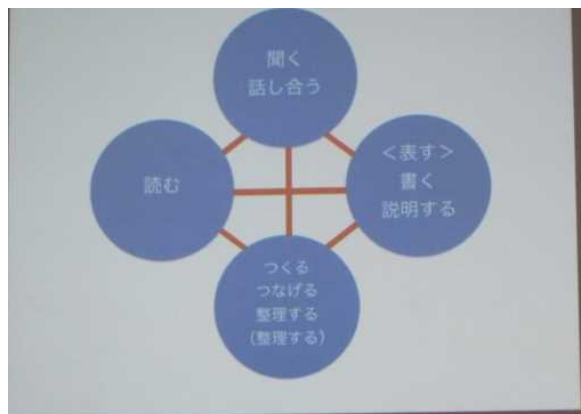 聞く
話し合う
読む
＜表す＞
書く
説明する
つくる
つなげる
整理する
(整理する)